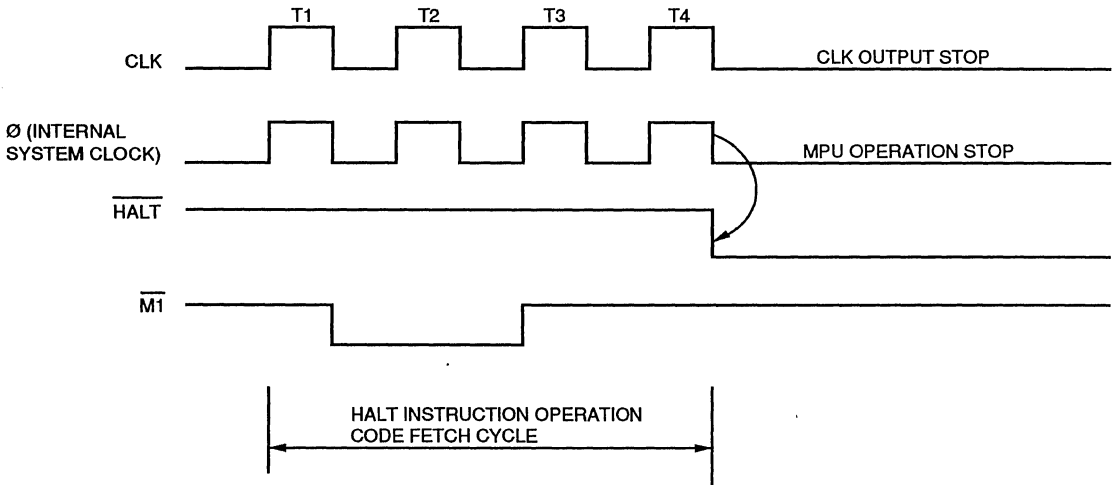 T1 T2 T3 T4
CLK
CLK OUTPUT STOP
Ø (INTERNAL
SYSTEM CLOCK)
MPU OPERATION STOP
HALT
M1
HALT INSTRUCTION OPERATION
CODE FETCH CYCLE